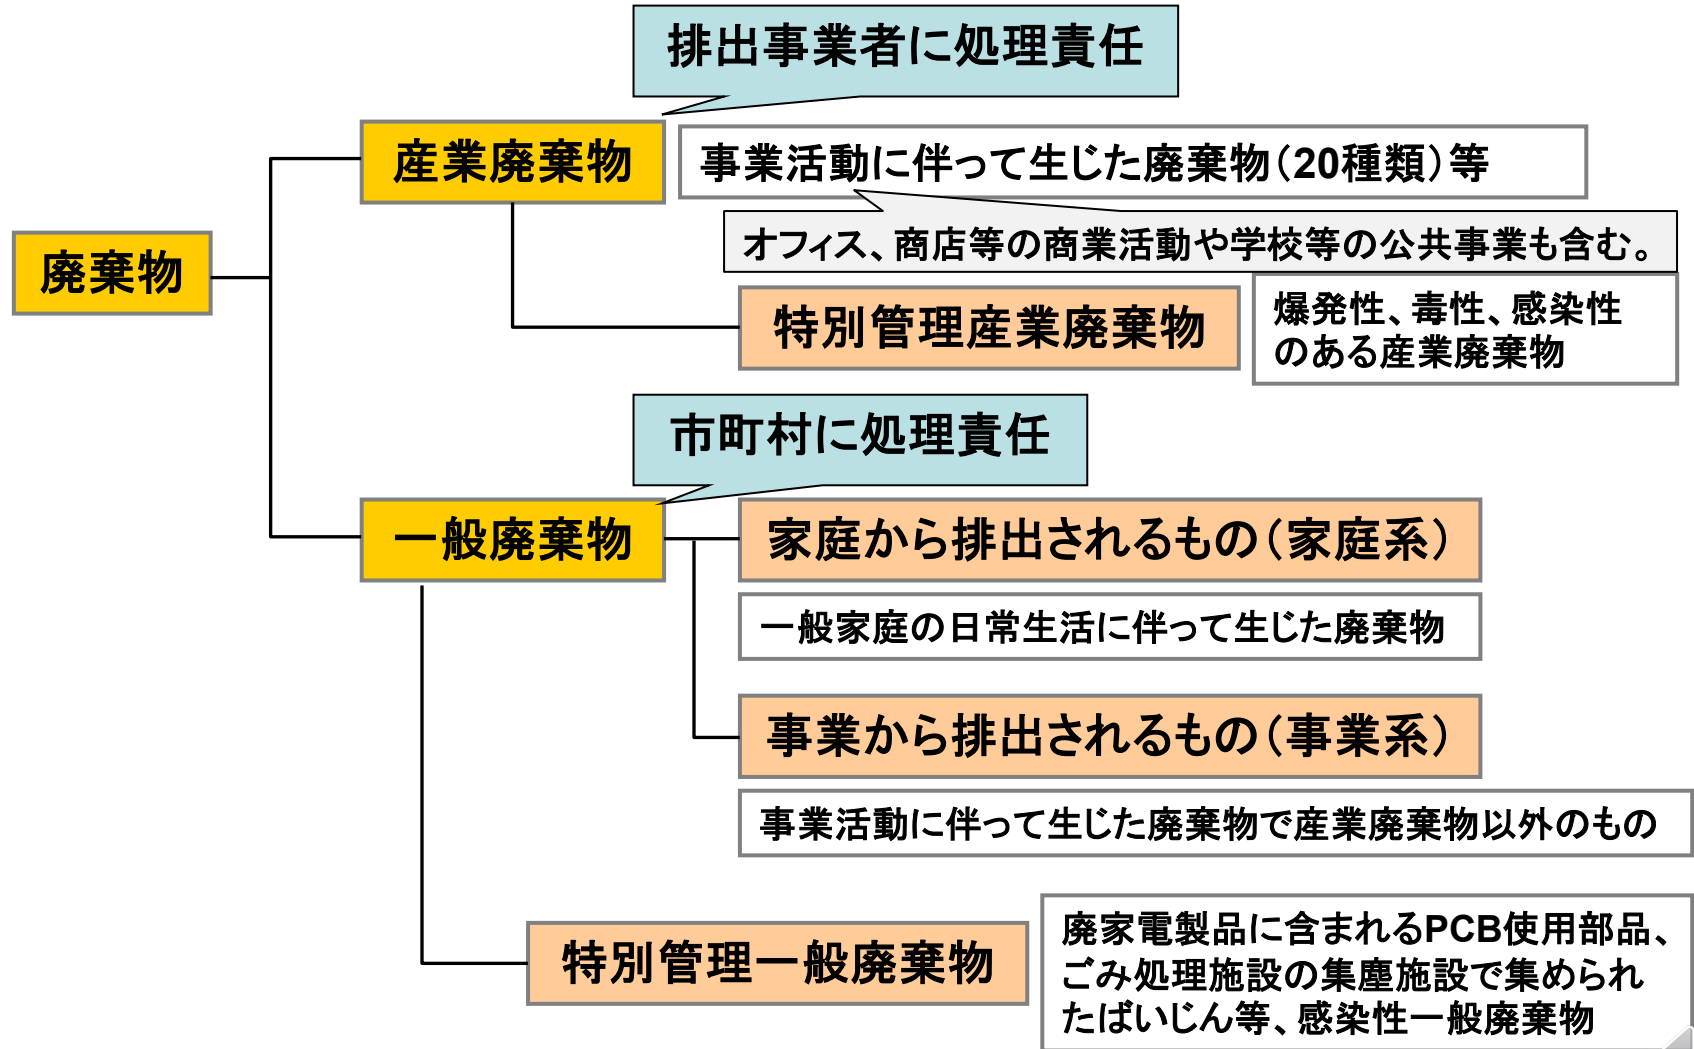 排出事業者に処理責任
産業廃棄物
事業活動に伴って生じた廃棄物（20種類）等
オフィス、商店等の商業活動や学校等の公共事業も含む。
廃棄物
特別管理産業廃棄物
爆発性、毒性、感染性
のある産業廃棄物
市町村に処理責任
一般廃棄物
家庭から排出されるもの（家庭系）
一般家庭の日常生活に伴って生じた廃棄物
事業から排出されるもの（事業系）
事業活動に伴って生じた廃棄物で産業廃棄物以外のもの
特別管理一般廃棄物
廃家電製品に含まれるPCB使用部品、
ごみ処理施設の集塵施設で集められ
たばいじん等、感染性一般廃棄物